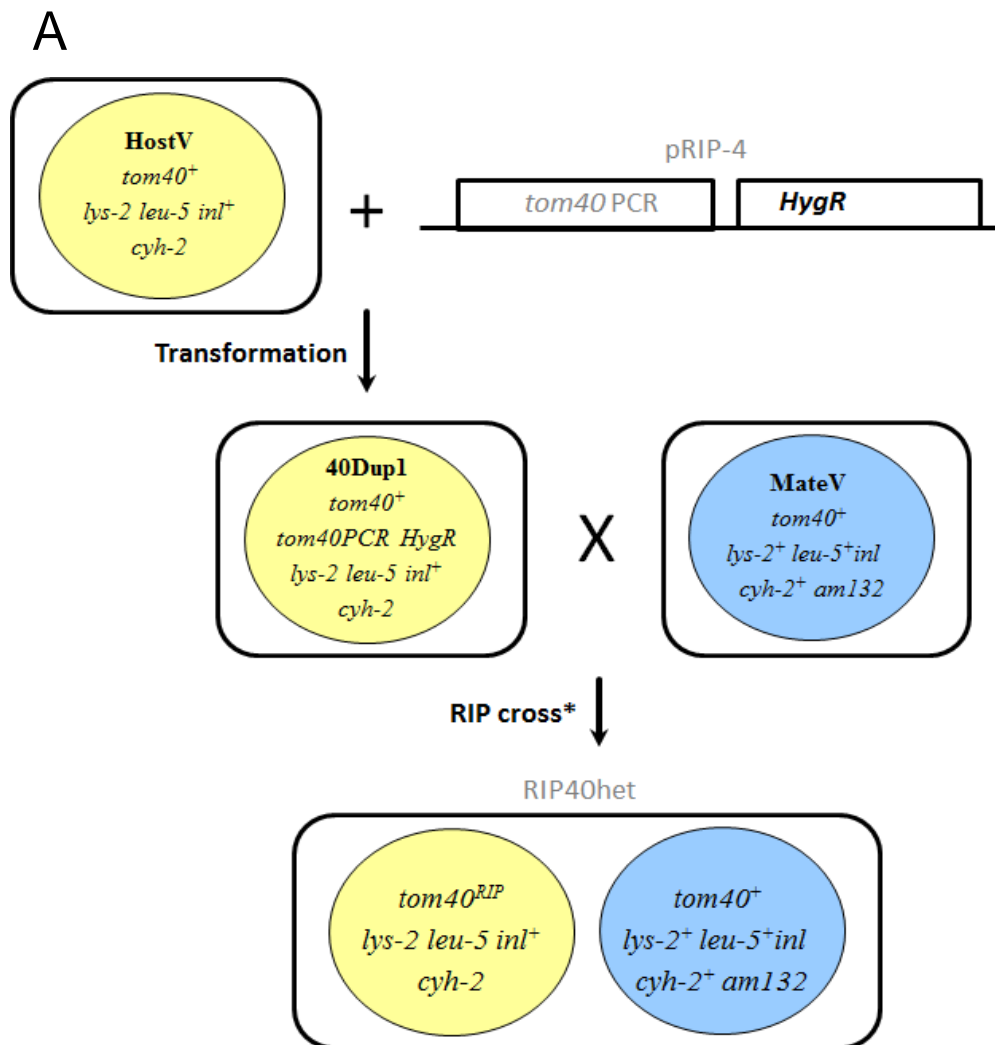 A
HostV
tom40⁺
lys-2 leu-5 inl⁺
cyh-2
+
pRIP-4
tom40 PCR HygR
Transformation
40Dup1
tom40⁺
tom40PCR HygR
lys-2 leu-5 inl⁺
cyh-2
X
MateV
tom40⁺
lys-2⁺ leu-5⁺inl
cyh-2⁺ am132
RIP cross*
RIP40het
tom40ᴿᴵᴾ
lys-2 leu-5 inl⁺
cyh-2
tom40⁺
lys-2⁺ leu-5⁺inl
cyh-2⁺ am132